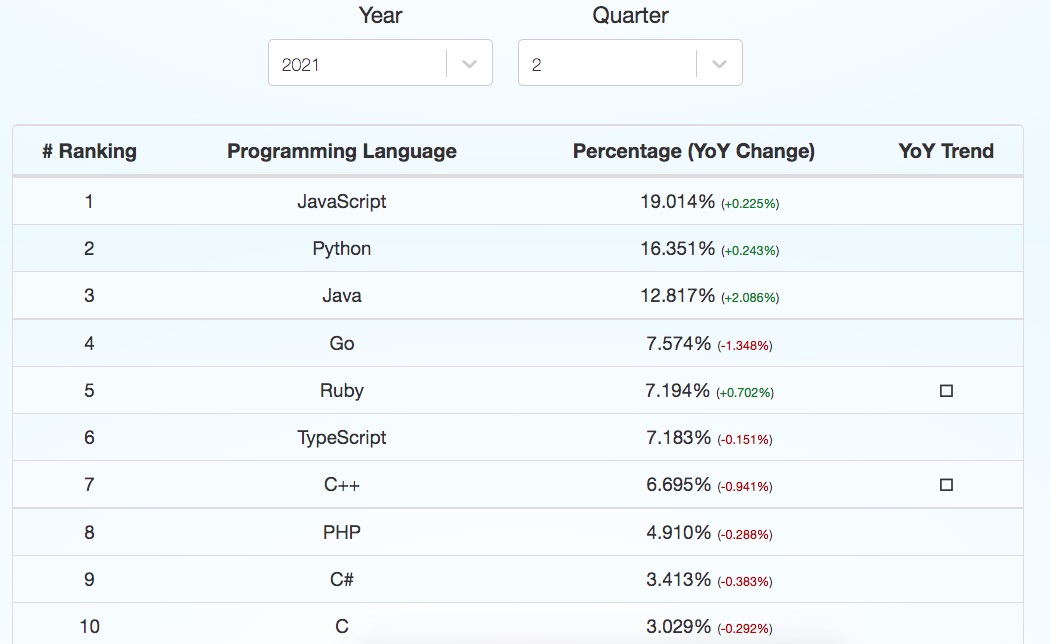 Year Quarter
2021 2
# Ranking Programming Language Percentage (YoY Change) YoY Trend
1 JavaScript 19.014% (+0.225%)
2 Python 16.351% (+0.243%)
3 Java 12.817% (+2.086%)
4 Go 7.574% (-1.348%)
5 Ruby 7.194% (+0.702%)
6 TypeScript 7.183% (-0.151%)
7 C++ 6.695% (-0.941%)
8 PHP 4.910% (-0.288%)
9 C# 3.413% (-0.383%)
10 C 3.029% (-0.292%)